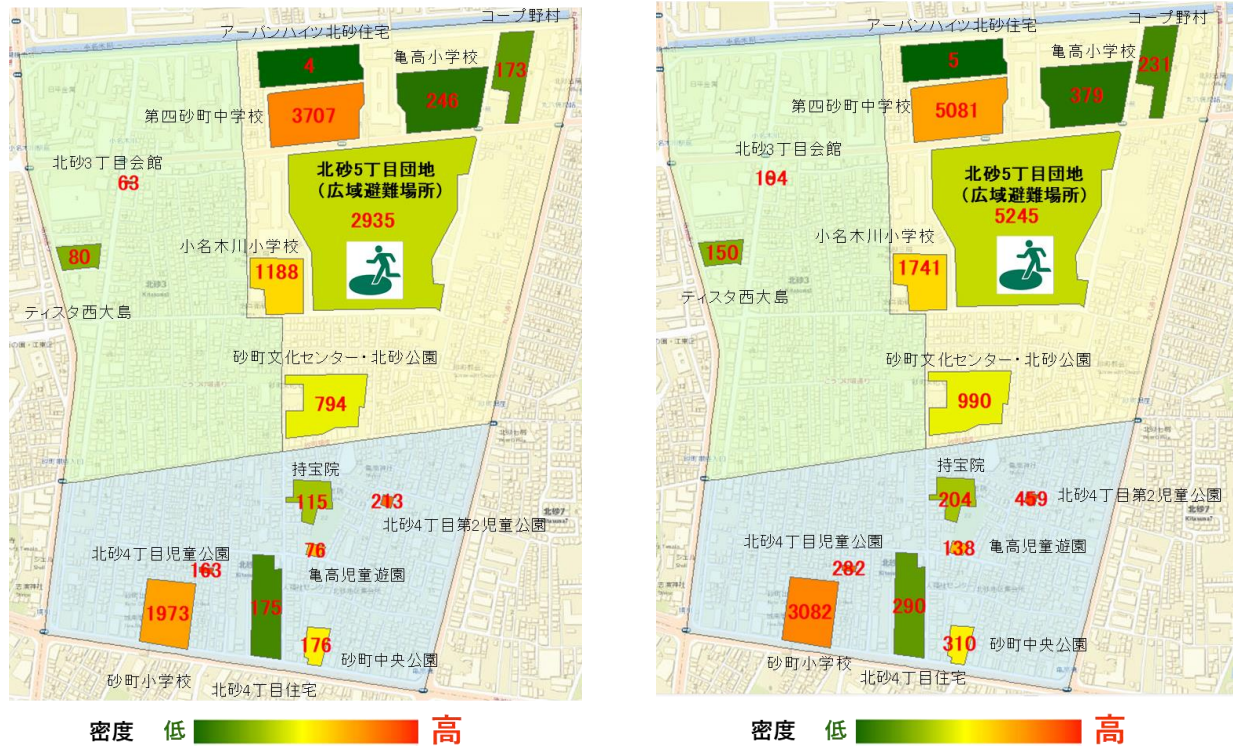 コープ野村
アーバンハイツ北砂住宅
4
亀高小学校
173
246
第四砂町中学校
3707
北砂3丁目会館
63
北砂5丁目団地
（広域避難場所）
2935
80
小名木川小学校
1188
北砂3
ティスタ西大島
砂町文化センター・北砂公園
794
持宝院
115
213
北砂4丁目第2児童公園
北砂7
北砂4丁目児童公園
163
76
亀高児童遊園
1973
175
176
砂町中央公園
砂町小学校
北砂4丁目住宅
密度 低 高
コープ野村
アーバンハイツ北砂住宅
5
亀高小学校
231
379
第四砂町中学校
5081
北砂3丁目会館
104
北砂5丁目団地
（広域避難場所）
5245
150
小名木川小学校
1741
北砂3
ティスタ西大島
砂町文化センター・北砂公園
990
持宝院
204
459
北砂4丁目第2児童公園
北砂7
北砂4丁目児童公園
282
138
亀高児童遊園
3082
290
310
砂町中央公園
砂町小学校
北砂4丁目住宅
密度 低 高